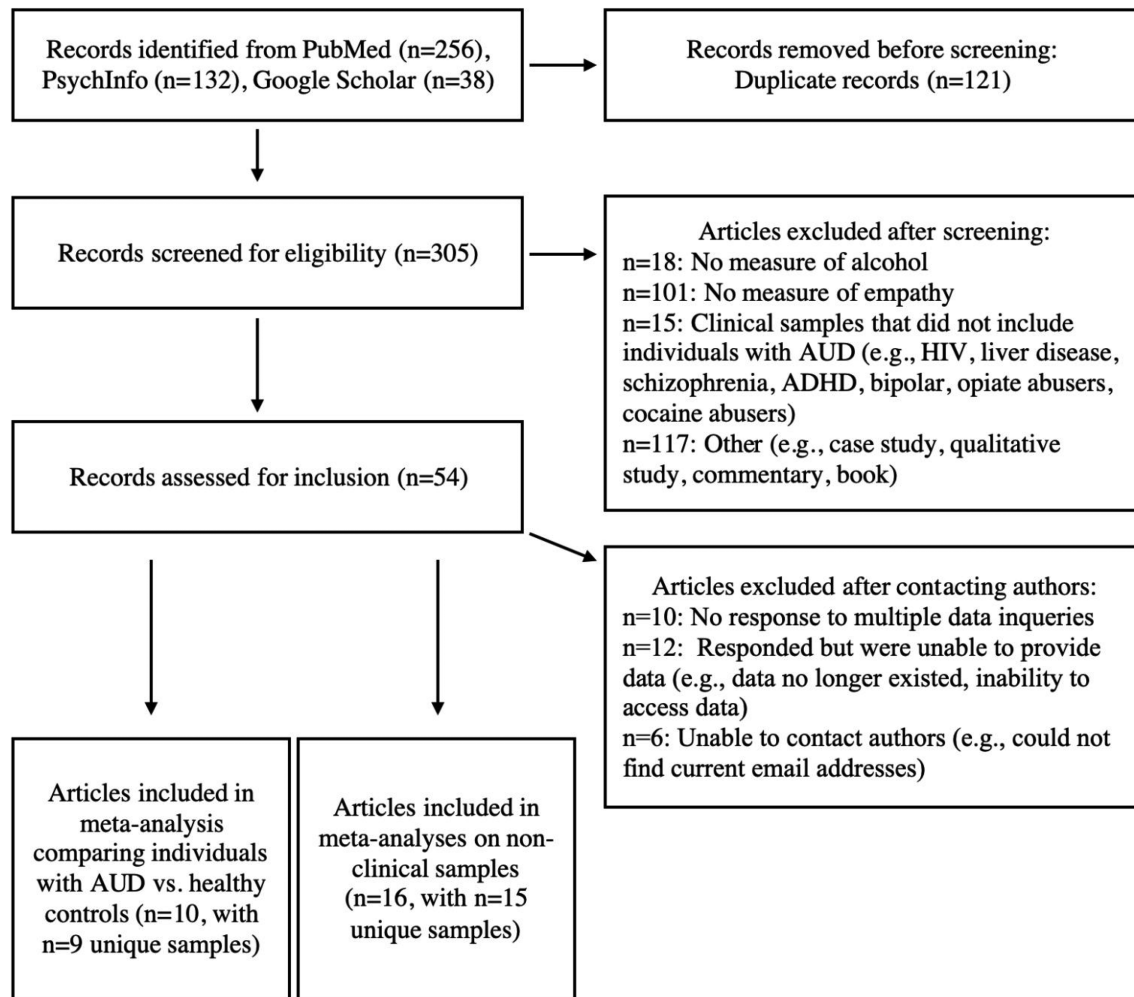 Records identified from PubMed (n=256),
PsychInfo (n=132), Google Scholar (n=38)
Records removed before screening:
Duplicate records (n=121)
Records screened for eligibility (n=305)
Articles excluded after screening:
n=18: No measure of alcohol
n=101: No measure of empathy
n=15: Clinical samples that did not include
individuals with AUD (e.g., HIV, liver disease,
schizophrenia, ADHD, bipolar, opiate abusers,
cocaine abusers)
n=117: Other (e.g., case study, qualitative
study, commentary, book)
Records assessed for inclusion (n=54)
Articles excluded after contacting authors:
n=10: No response to multiple data inqueries
n=12:  Responded but were unable to provide
data (e.g., data no longer existed, inability to
access data)
n=6: Unable to contact authors (e.g., could not
find current email addresses)
Articles included in
meta-analysis
comparing individuals
with AUD vs. healthy
controls (n=10, with
n=9 unique samples)
Articles included in
meta-analyses on non-
clinical samples
(n=16, with n=15
unique samples)